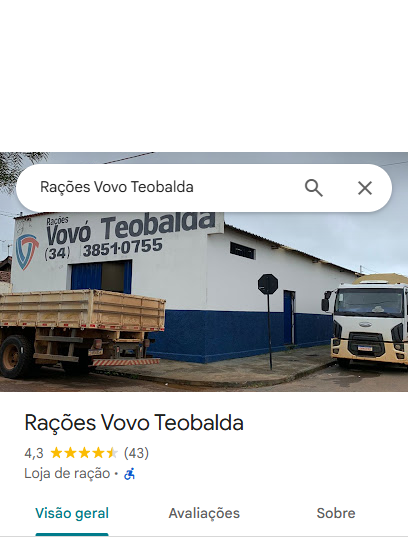 Rações Vovo Teobalda
Rações
Vovó Teobalda
(34) 3851-0755
Rações Vovo Teobalda
4,3 (43)
Loja de ração ·
Visão geral
Avaliações
Sobre